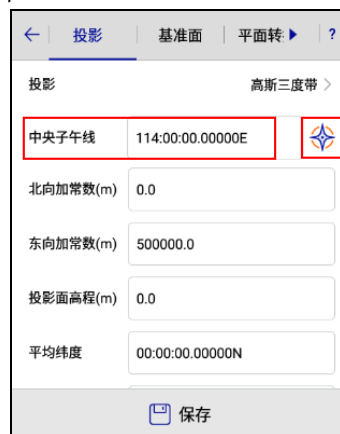 ← 投影 基准面 平面转 ?
投影 高斯三度带 >
中央子午线 114:00:00.00000E
北向加常数(m) 0.0
东向加常数(m) 500000.0
投影面高程(m) 0.0
平均纬度 00:00:00.00000N
保存